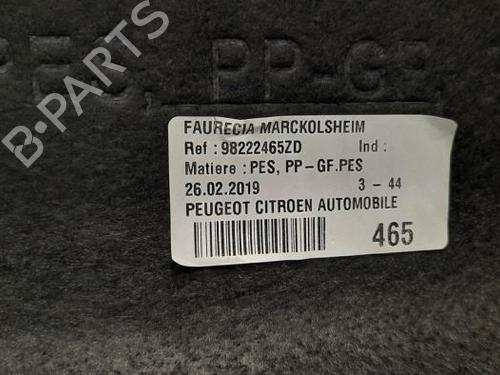 PES, PP-GF
FAURECIA MARCKOLSHEIM
Ref : 98222465ZD Ind :
Matiere : PES, PP-GF.PES
26.02.2019 3 - 44
PEUGEOT CITROEN AUTOMOBILE
465
B-PARTS